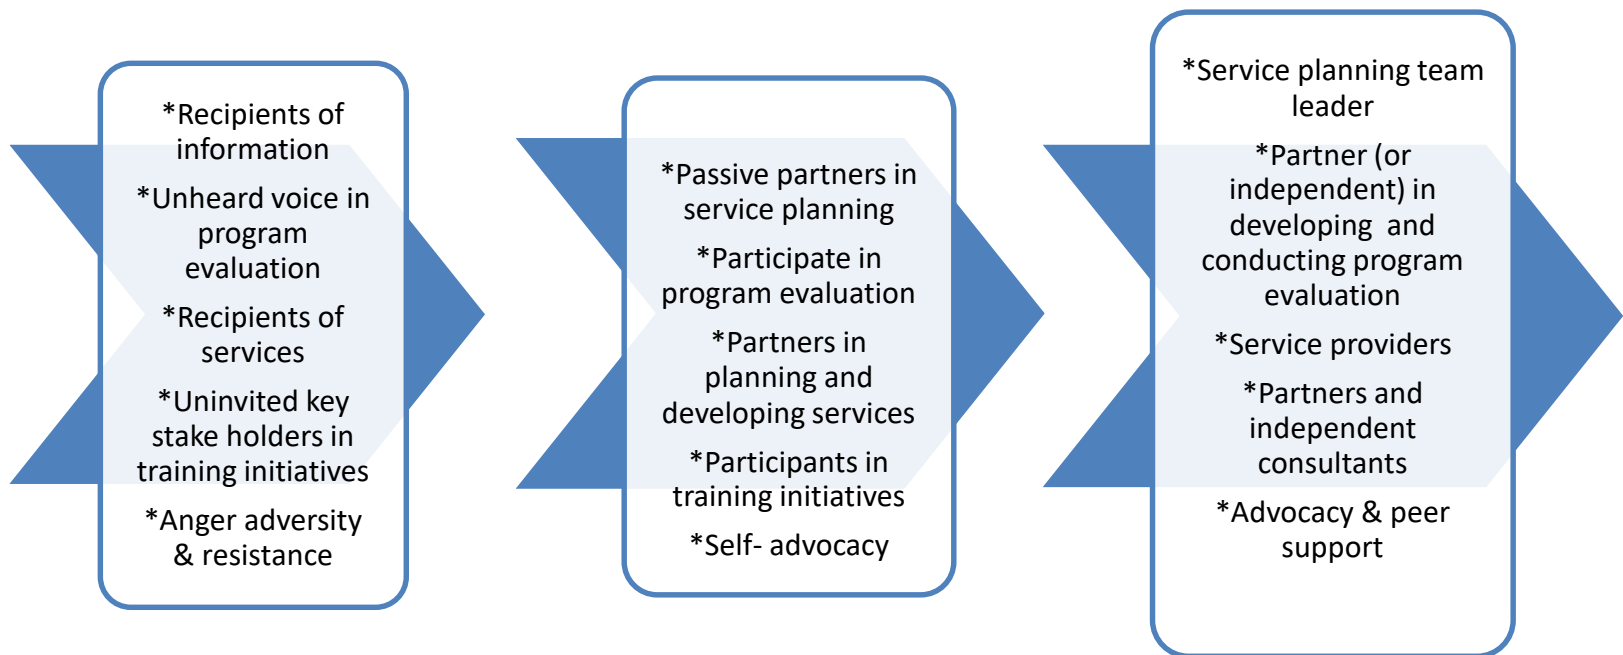 *Recipients of
information
*Unheard voice in
program
evaluation
*Recipients of
services
*Uninvited key
stake holders in
training initiatives
*Anger adversity
& resistance
*Passive partners in
service planning
*Participate in
program evaluation
*Partners in
planning and
developing services
*Participants in
training initiatives
*Self- advocacy
*Service planning team
leader
*Partner (or
independent) in
developing  and
conducting program
evaluation
*Service providers
*Partners and
independent
consultants
*Advocacy & peer
support